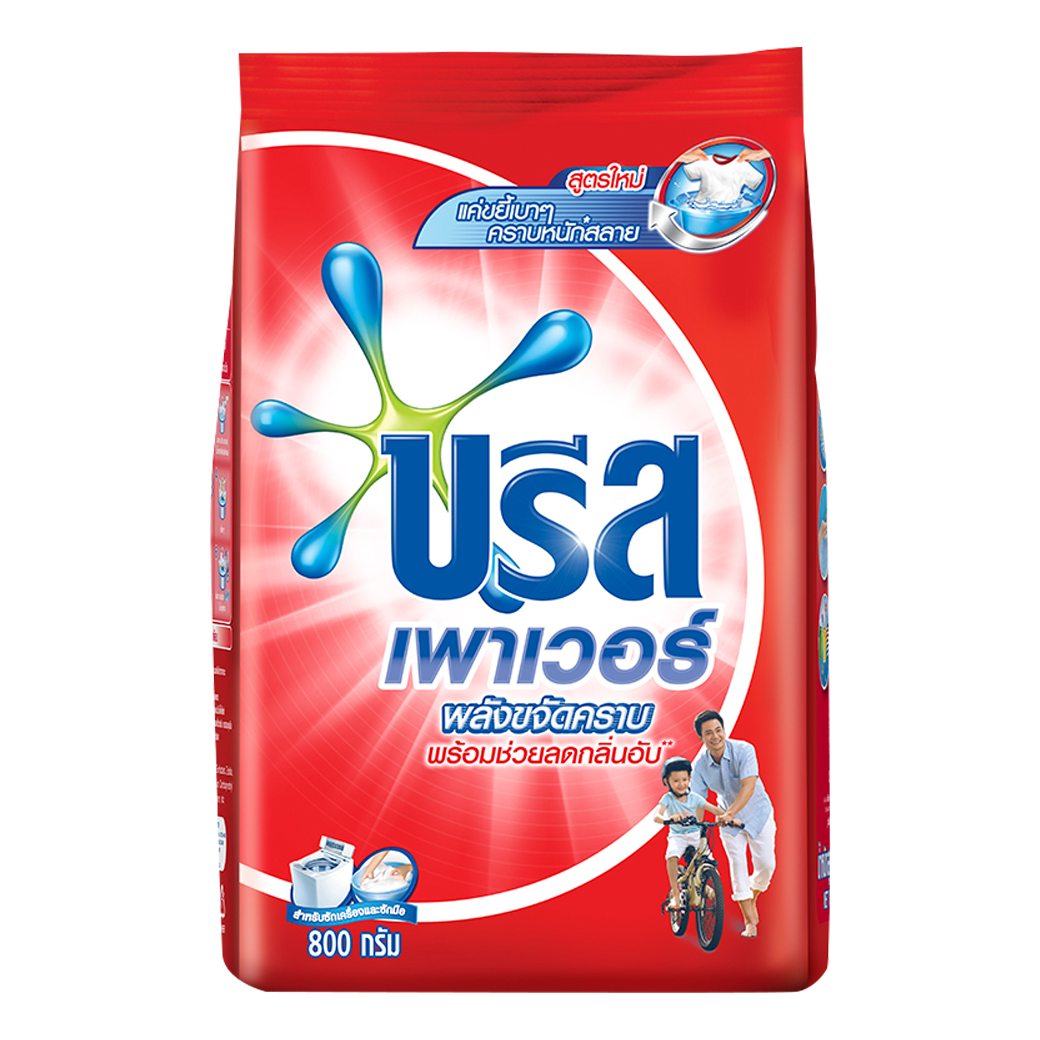 สูตรใหม่
แค่ขยี้เบาๆ
คราบหนัก*สลาย
บรีส
เพาเวอร์
พลังขจัดคราบ
พร้อมช่วยลดกลิ่นอับ**
สำหรับซักเครื่องและซักมือ
800 กรัม